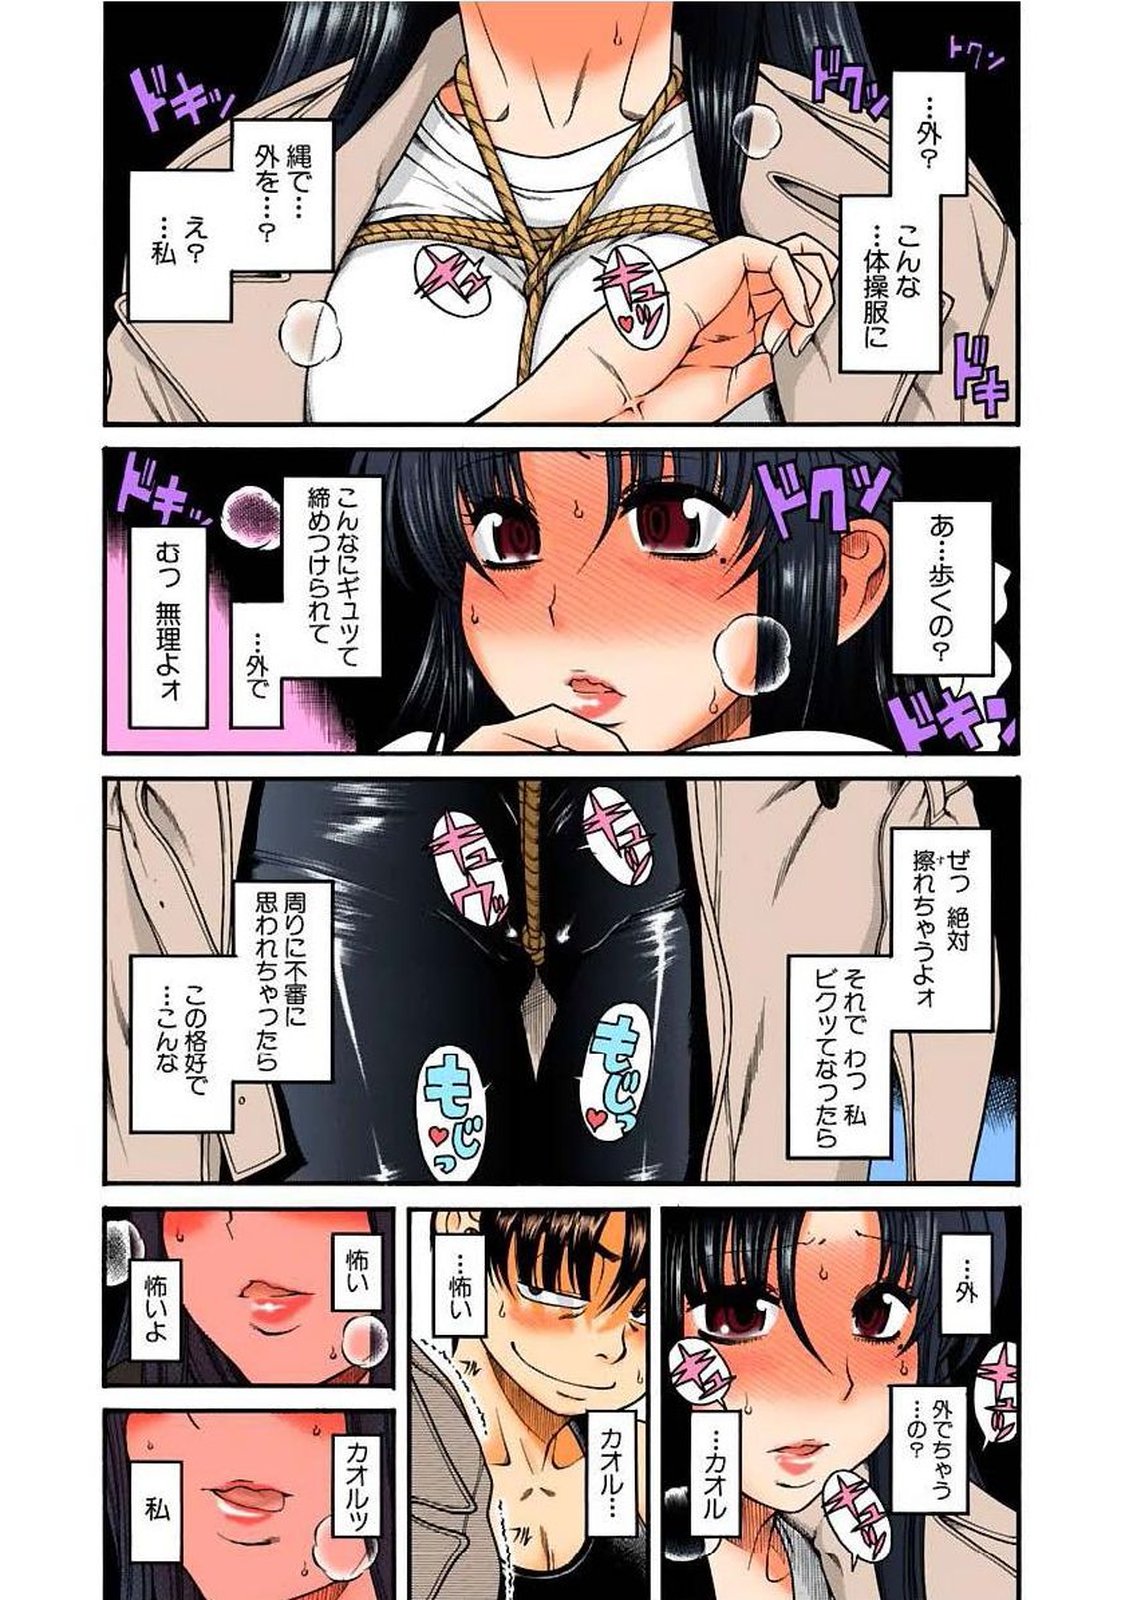 トクン
ドクッ
…外？
こんな
…体操服に
ドキ
ドキッ
縄で…
外を…？
え？
…私
ギュ
ギュッ
ドクッ
あ…歩くの？
ドキン
こんなにギュッて
締めつけられて
…外で
ドキッ
むっ 無理よォ
ぜっ 絶対
擦れちゃうよォ
す
それで わっ 私
ビクッてなったら
ギュッ
ギュウッ
周りに不審に
思われちゃったら
この格好で
…こんな
もじっ
もじっ
…外
外でちゃう
…の？
ギュッ
ギュ
ギュッ
…カオル
…怖い
カオル…
怖い
怖いよ
カオルッ
私